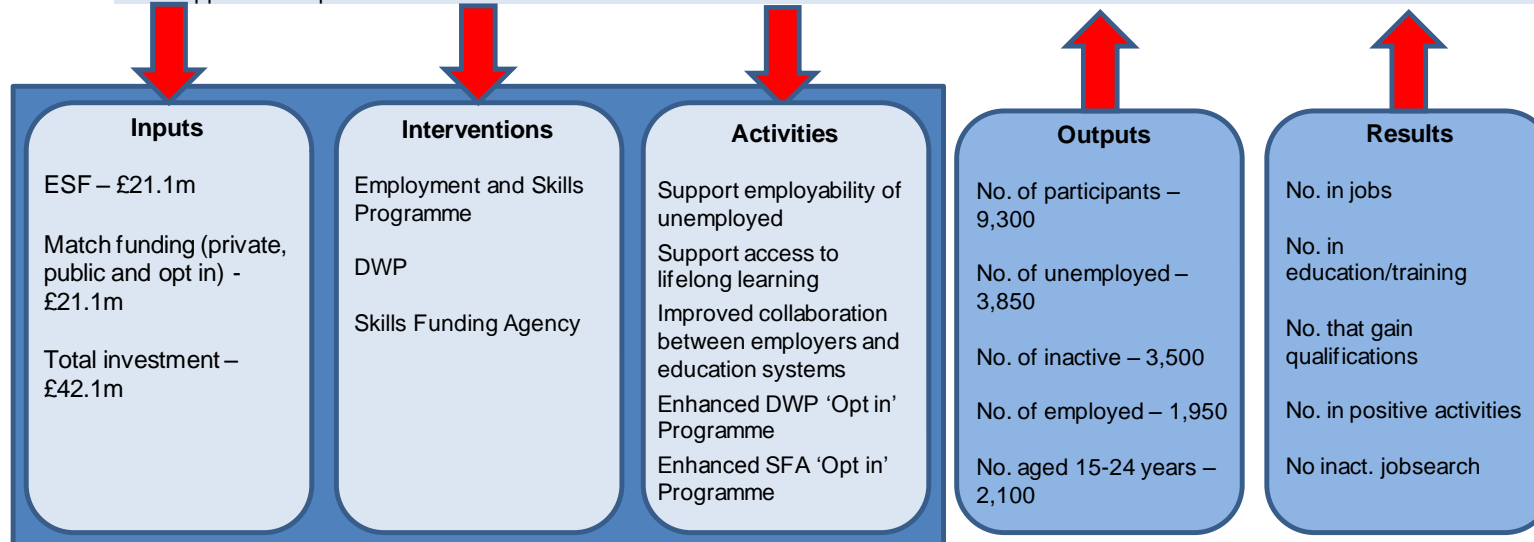 Inputs
ESF – £21.1m
Match funding (private,
public and opt in) -
£21.1m
Total investment –
£42.1m
Interventions
Employment and Skills
Programme
DWP
Skills Funding Agency
Activities
Support employability of
unemployed
Support access to
lifelong learning
Improved collaboration
between employers and
education systems
Enhanced DWP ‘Opt in’
Programme
Enhanced SFA ‘Opt in’
Programme
Outputs
No. of participants –
9,300
No. of unemployed –
3,850
No. of inactive – 3,500
No. of employed – 1,950
No. aged 15-24 years –
2,100
Results
No. in jobs
No. in
education/training
No. that gain
qualifications
No. in positive activities
No inact. jobsearch